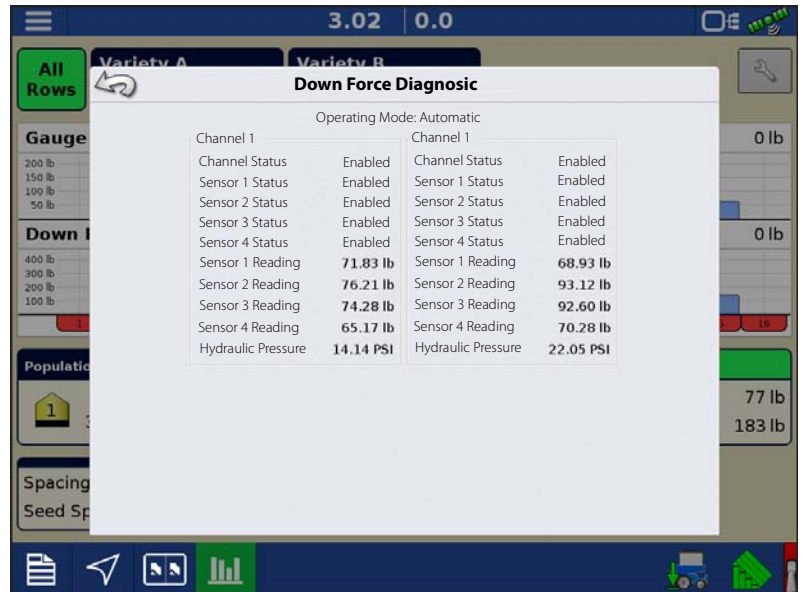 3.02 0.0
All
Rows
Variety A
Variety B
Down Force Diagnosic
Operating Mode: Automatic
Channel 1
Channel Status Enabled
Sensor 1 Status Enabled
Sensor 2 Status Enabled
Sensor 3 Status Enabled
Sensor 4 Status Enabled
Sensor 1 Reading 71.83 lb
Sensor 2 Reading 76.21 lb
Sensor 3 Reading 74.28 lb
Sensor 4 Reading 65.17 lb
Hydraulic Pressure 14.14 PSI
Channel 1
Channel Status Enabled
Sensor 1 Status Enabled
Sensor 2 Status Enabled
Sensor 3 Status Enabled
Sensor 4 Status Enabled
Sensor 1 Reading 68.93 lb
Sensor 2 Reading 93.12 lb
Sensor 3 Reading 92.60 lb
Sensor 4 Reading 70.28 lb
Hydraulic Pressure 22.05 PSI
Gauge 0 lb
200 lb
150 lb
100 lb
50 lb
Down 0 lb
400 lb
300 lb
200 lb
100 lb
1 16
Populatio
1
77 lb
183 lb
Spacing
Seed Sp